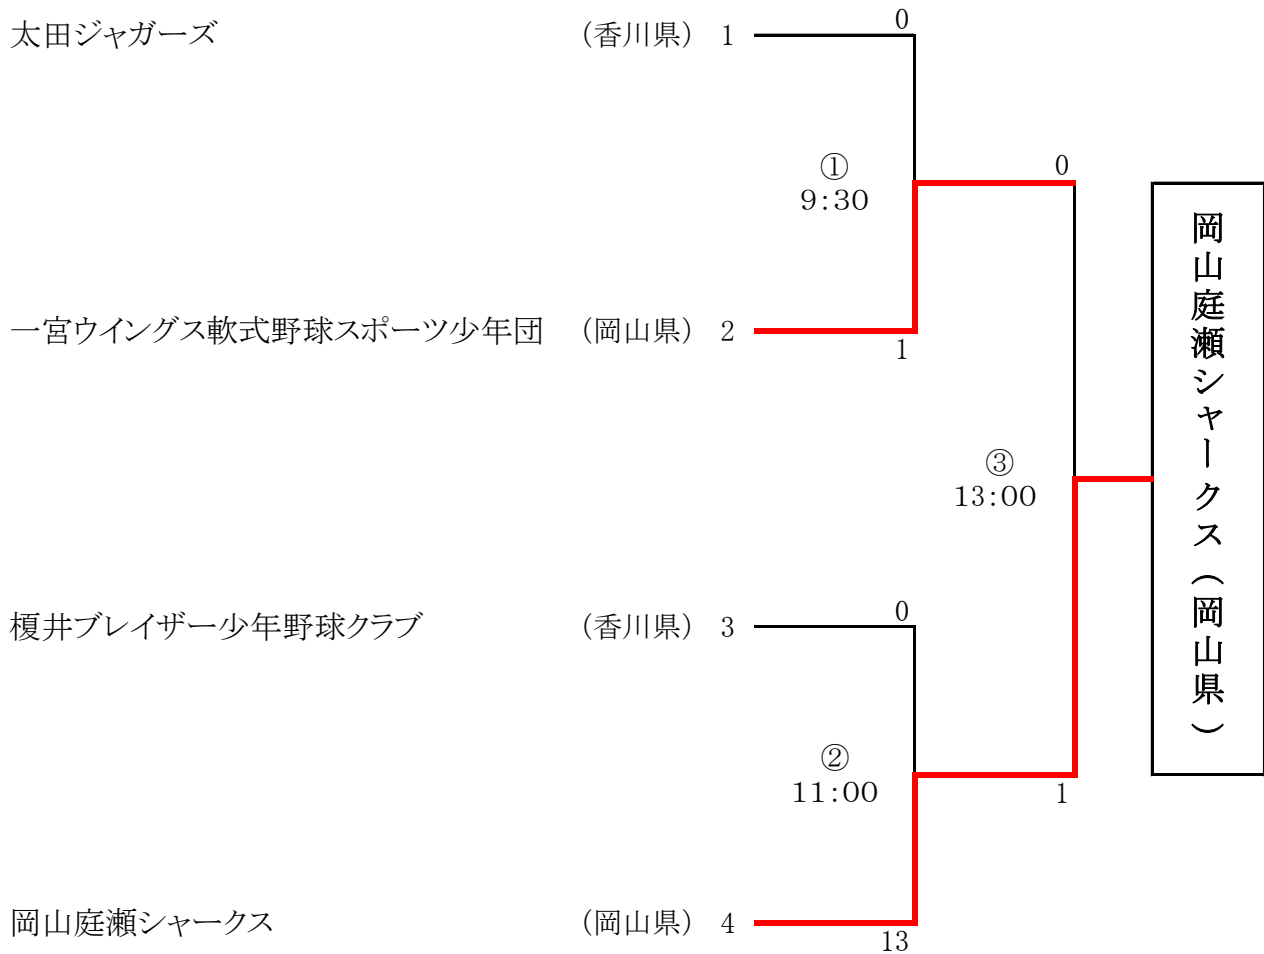 太田ジャガーズ (香川県) 1 0
① 0
9:30
一宮ウイングス軟式野球スポーツ少年団 (岡山県) 2 1
③
13:00
榎井ブレイザー少年野球クラブ (香川県) 3 0
②
11:00 1
岡山庭瀬シャークス (岡山県) 4 13
岡山庭瀬シャークス(岡山県)